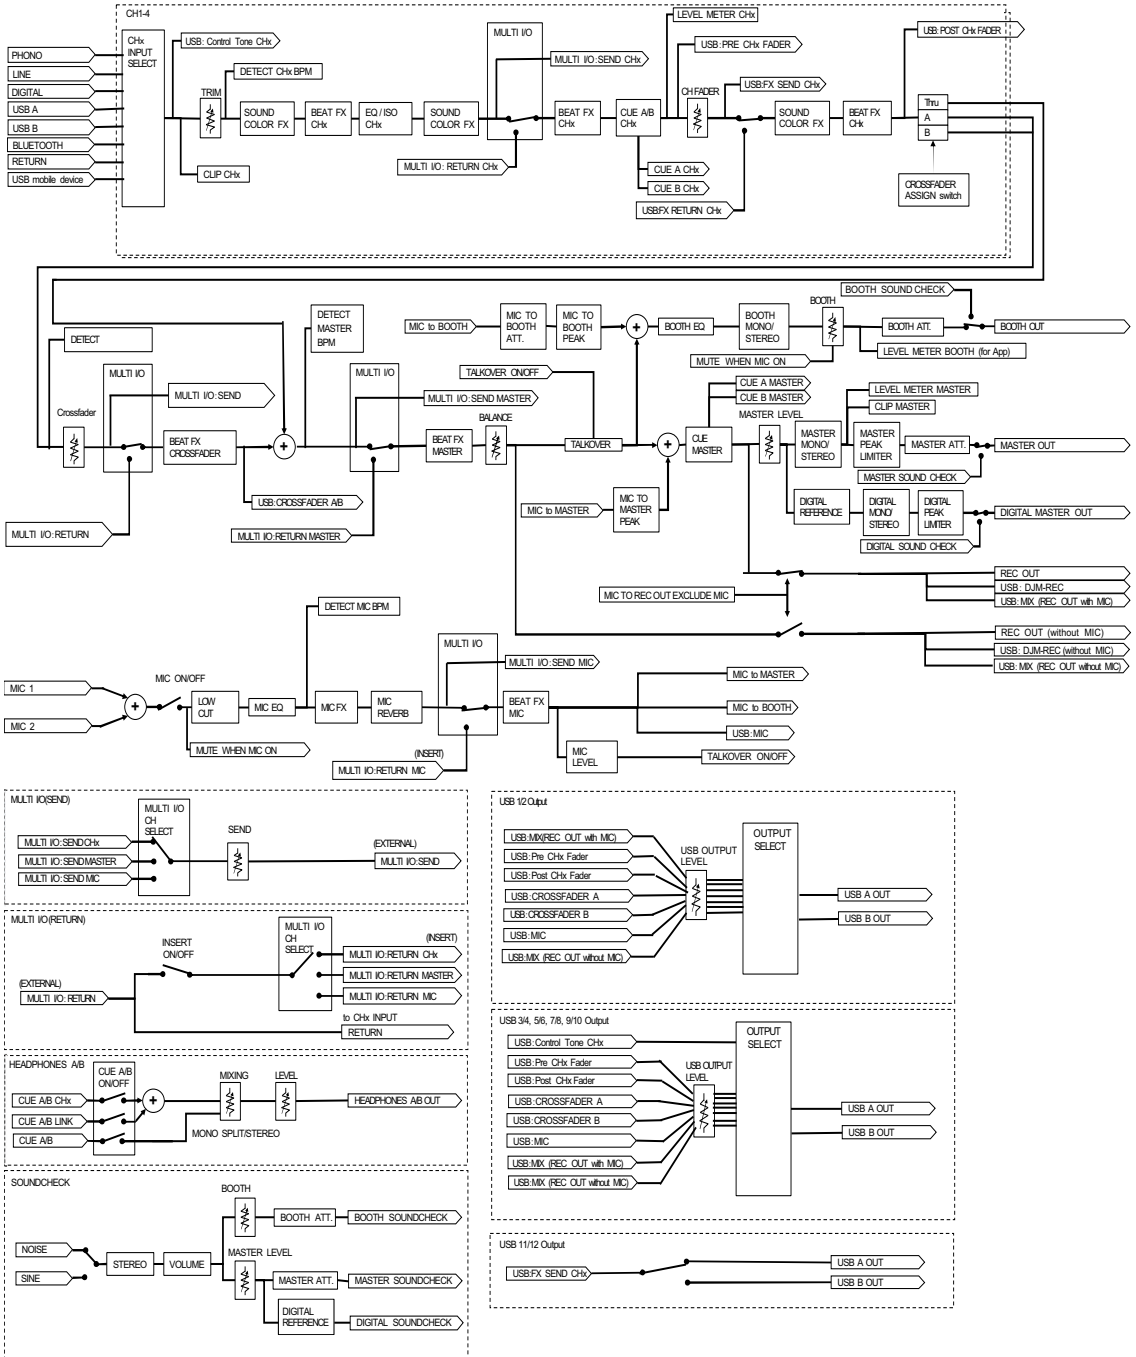 CH1-4
CHx
INPUT
SELECT
PHONO
LINE
DIGITAL
USB A
USB B
BLUETOOTH
RETURN
USB mobile device
USB: Control Tone CHx
DETECT CHx BPM
TRIM
SOUND
COLOR FX
BEAT FX
CHx
EQ / ISO
CHx
SOUND
COLOR FX
CLIP CHx
MULTI I/O
MULTI I/O: SEND CHx
MULTI I/O: RETURN CHx
BEAT FX
CHx
CUE A/B
CHx
LEVEL METER CHx
USB: PRE CHx FADER
CH FADER
USB:FX SEND CHx
CUE A CHx
CUE B CHx
USB:FX RETURN CHx
SOUND
COLOR FX
BEAT FX
CHx
USB: POST CHx FADER
Thru
A
B
CROSSFADER
ASSIGN switch
DETECT
MULTI I/O
MULTI I/O: SEND
Crossfader
BEAT FX
CROSSFADER
MULTI I/O: RETURN
+
USB: CROSSFADER A/B
DETECT
MASTER
BPM
MULTI I/O
MULTI I/O: SEND MASTER
MULTI I/O: RETURN MASTER
BEAT FX
MASTER
BALANCE
MIC to BOOTH
MIC TO
BOOTH
ATT.
MIC TO
BOOTH
PEAK
+
BOOTH EQ
BOOTH
MONO/
STEREO
BOOTH
MUTE WHEN MIC ON
BOOTH SOUND CHECK
BOOTH ATT.
BOOTH OUT
LEVEL METER BOOTH (for App)
TALKOVER ON/OFF
TALKOVER
+
MIC to MASTER
MIC TO
MASTER
PEAK
CUE
MASTER
CUE A MASTER
CUE B MASTER
MASTER LEVEL
MASTER
MONO/
STEREO
LEVEL METER MASTER
CLIP MASTER
MASTER
PEAK
LIMITER
MASTER ATT.
MASTER OUT
MASTER SOUND CHECK
DIGITAL
REFERENCE
DIGITAL
MONO/
STEREO
DIGITAL
PEAK
LIMITER
DIGITAL MASTER OUT
DIGITAL SOUND CHECK
MIC TO REC OUT EXCLUDE MIC
REC OUT
USB: DJM-REC
USB: MIX (REC OUT with MIC)
REC OUT (without MIC)
USB: DJM-REC (without MIC)
USB: MIX (REC OUT without MIC)
MIC 1
MIC 2
+
MIC ON/OFF
LOW
CUT
MUTE WHEN MIC ON
MIC EQ
DETECT MIC BPM
MIC FX
MIC
REVERB
MULTI I/O
MULTI I/O: SEND MIC
(INSERT)
MULTI I/O: RETURN MIC
BEAT FX
MIC
MIC to MASTER
MIC to BOOTH
USB: MIC
MIC
LEVEL
TALKOVER ON/OFF
MULTI I/O(SEND)
MULTI I/O
CH
SELECT
MULTI I/O: SEND CHx
MULTI I/O: SEND MASTER
MULTI I/O: SEND MIC
SEND
(EXTERNAL)
MULTI I/O: SEND
MULTI I/O (RETURN)
(EXTERNAL)
MULTI I/O: RETURN
INSERT
ON/OFF
MULTI I/O
CH
SELECT
(INSERT)
MULTI I/O: RETURN CHx
MULTI I/O: RETURN MASTER
MULTI I/O: RETURN MIC
to CHx INPUT
RETURN
HEADPHONES A/B
CUE A/B
ON/OFF
CUE A/B CHx
CUE A/B LINK
CUE A/B
+
MIXING
LEVEL
MONO SPLIT/STEREO
HEADPHONES A/B OUT
SOUNDCHECK
NOISE
SINE
STEREO
VOLUME
BOOTH
BOOTH ATT.
BOOTH SOUNDCHECK
MASTER LEVEL
MASTER ATT.
MASTER SOUNDCHECK
DIGITAL
REFERENCE
DIGITAL SOUNDCHECK
USB 1/2 Output
USB:MIX(REC OUT with MIC)
USB: Pre CHx Fader
USB: Post CHx Fader
USB: CROSSFADER A
USB: CROSSFADER B
USB: MIC
USB:MIX (REC OUT without MIC)
USB OUTPUT
LEVEL
OUTPUT
SELECT
USB A OUT
USB B OUT
USB 3/4, 5/6, 7/8, 9/10 Output
USB: Control Tone CHx
USB: Pre CHx Fader
USB: Post CHx Fader
USB: CROSSFADER A
USB: CROSSFADER B
USB: MIC
USB:MIX (REC OUT with MIC)
USB:MIX (REC OUT without MIC)
USB OUTPUT
LEVEL
OUTPUT
SELECT
USB A OUT
USB B OUT
USB 11/12 Output
USB:FX SEND CHx
USB A OUT
USB B OUT